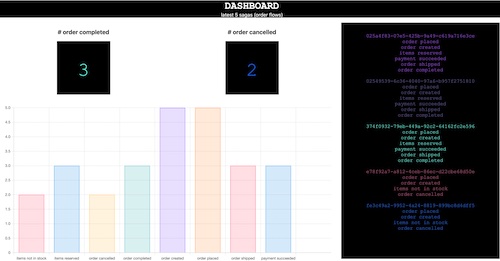 DASHBOARD
latest 5 sagas (order flows)
# order completed
# order cancelled
3
2
5.0
4.5
4.0
3.5
3.0
2.5
2.0
1.5
1.0
0.5
0
items not in stock
items reserved
order cancelled
order completed
order created
order placed
order shipped
payment succeeded
order placed
order created
items reserved
payment succeeded
order shipped
order completed
order placed
order created
items reserved
payment succeeded
order shipped
order completed
order placed
order created
items reserved
payment succeeded
order shipped
order completed
order placed
order created
items not in stock
order cancelled
order placed
order created
items not in stock
order cancelled